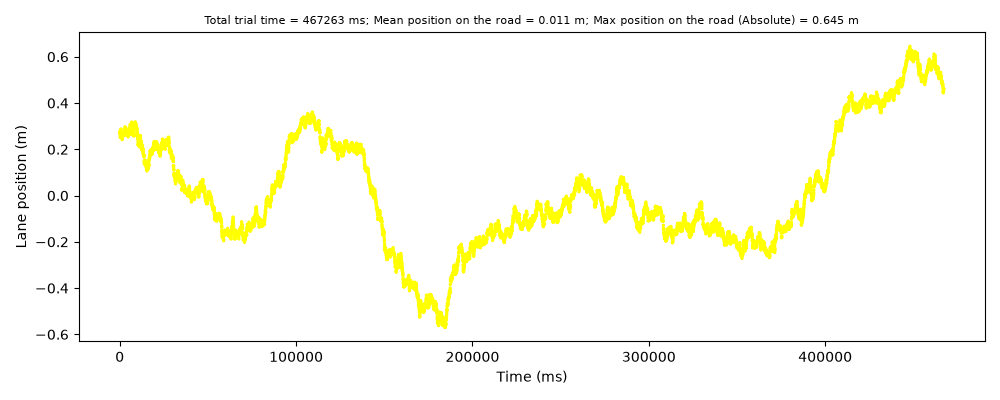 Total trial time = 467263 ms; Mean position on the road = 0.011 m; Max position on the road (Absolute) = 0.645 m
0.6
0.4
0.2
0.0
−0.2
−0.4
−0.6
Lane position (m)
0 100000 200000 300000 400000
Time (ms)